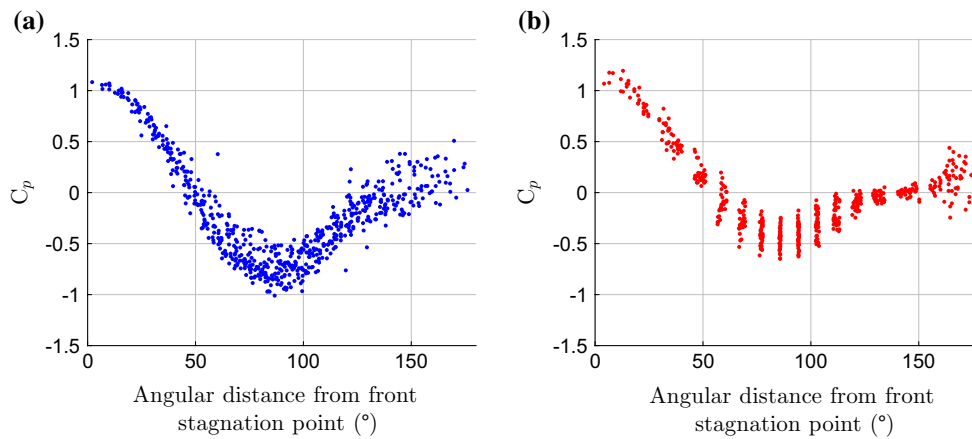 (a)
1.5
1
0.5
0
-0.5
-1
-1.5
C_p
0 50 100 150
Angular distance from front
stagnation point (°)
(b)
1.5
1
0.5
0
-0.5
-1
-1.5
C_p
0 50 100 150
Angular distance from front
stagnation point (°)